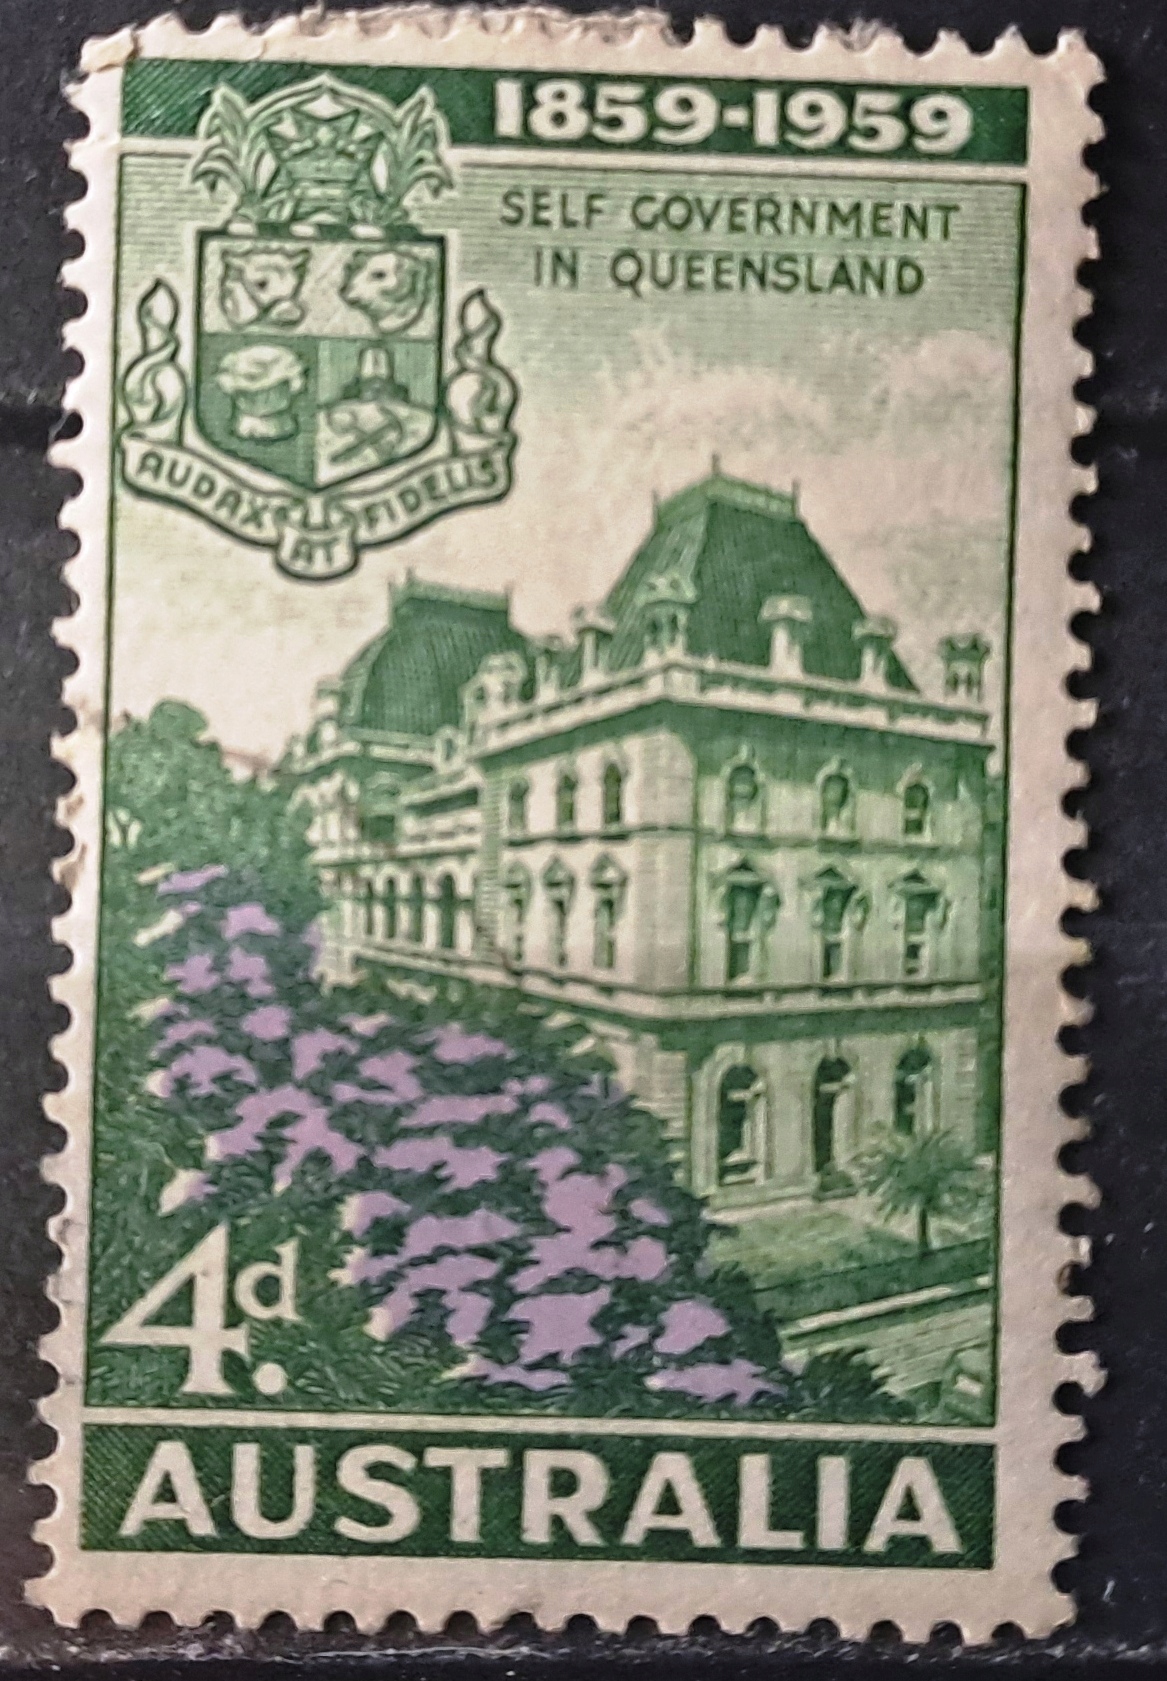 1859-1959
SELF GOVERNMENT
IN QUEENSLAND
AUDAX AT FIDELIS
4d.
AUSTRALIA